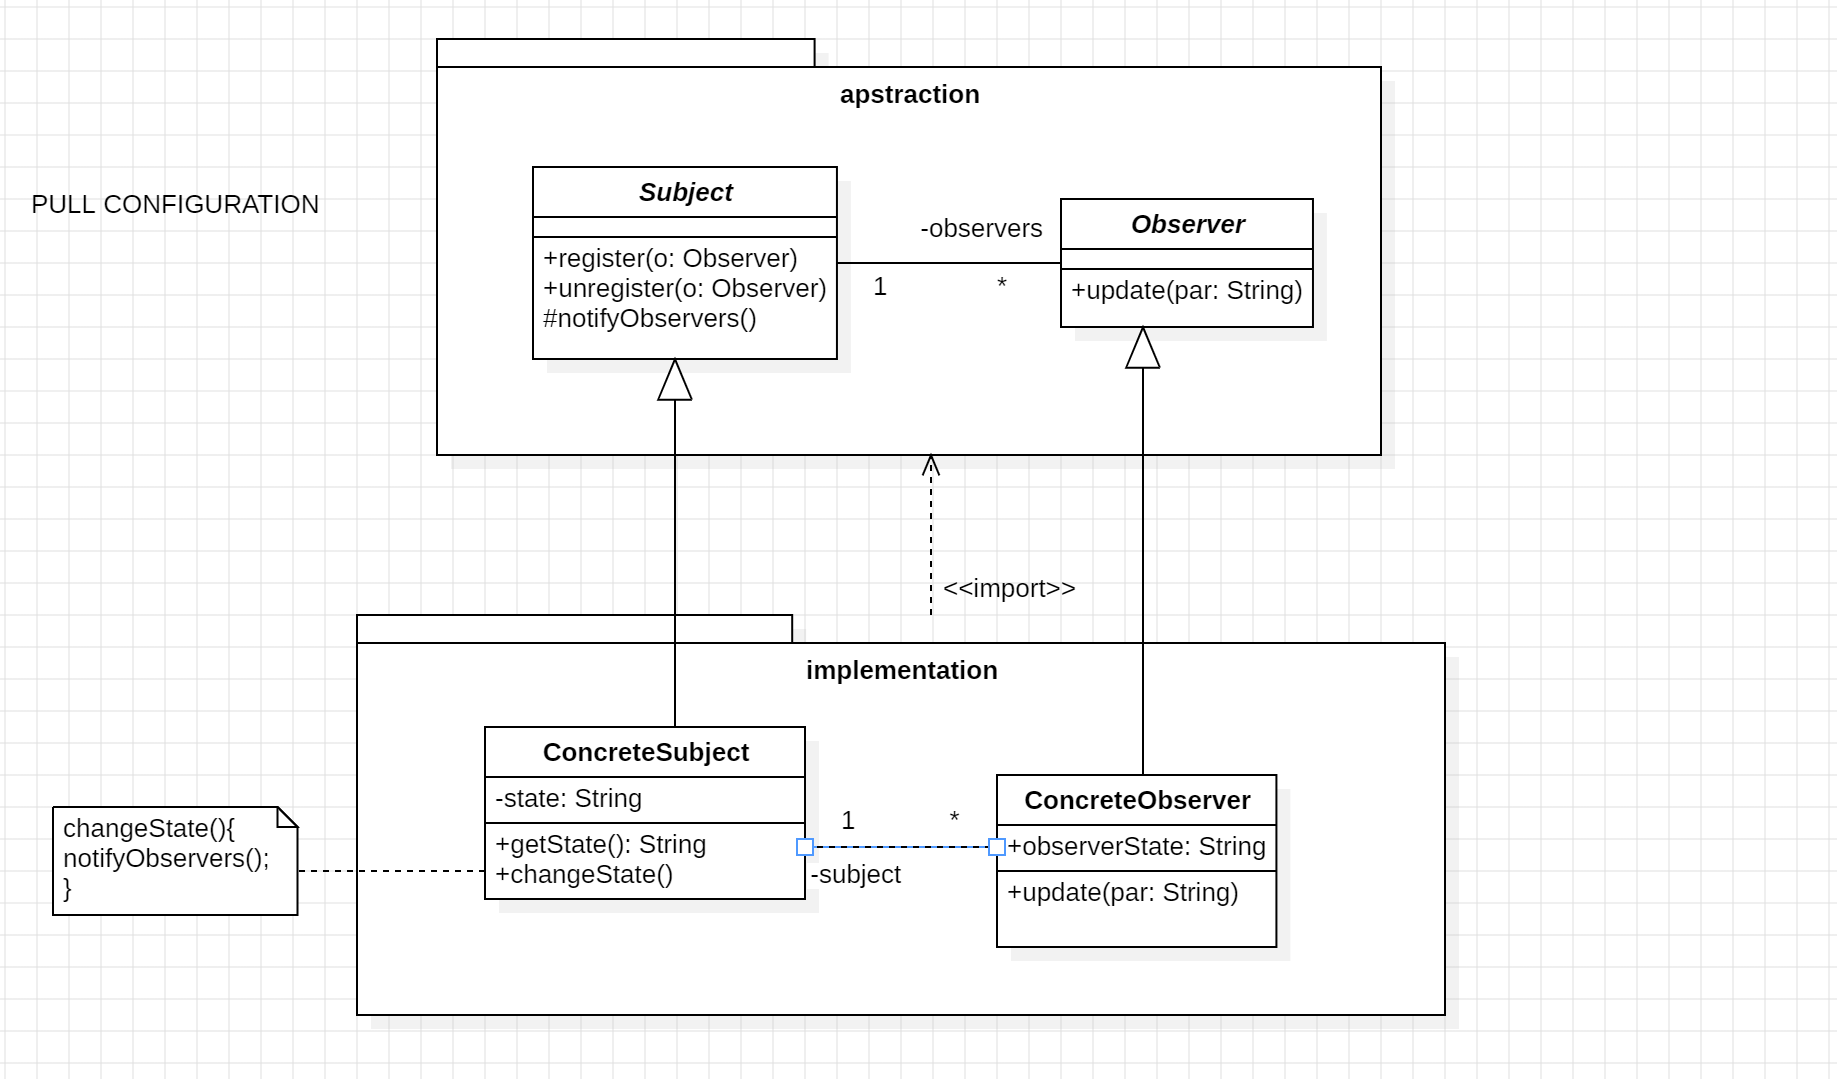 apstraction
PULL CONFIGURATION
Subject
+register(o: Observer)
+unregister(o: Observer)
#notifyObservers()
-observers
1
*
Observer
+update(par: String)
<<import>>
implementation
ConcreteSubject
-state: String
+getState(): String
+changeState()
1
*
-subject
ConcreteObserver
+observerState: String
+update(par: String)
changeState(){
notifyObservers();
}